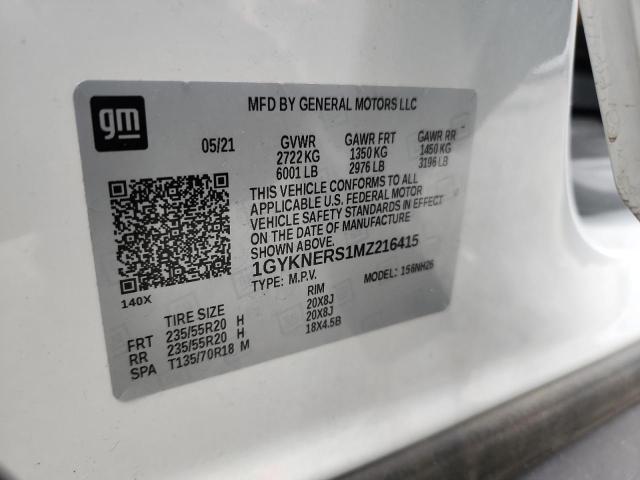 gm
MFD BY GENERAL MOTORS LLC
05/21 GVWR GAWR FRT GAWR RR
2722 KG 1350 KG 1450 KG
6001 LB 2976 LB 3196 LB
THIS VEHICLE CONFORMS TO ALL
APPLICABLE U.S. FEDERAL MOTOR
VEHICLE SAFETY STANDARDS IN EFFECT
ON THE DATE OF MANUFACTURE
SHOWN ABOVE.
1GYKNERS1MZ216415
TYPE: M.P.V. MODEL: 156NH26
140X
TIRE SIZE RIM
FRT 235/55R20 H 20X8J
RR 235/55R20 H 20X8J
SPA T135/70R18 M 18X4.5B